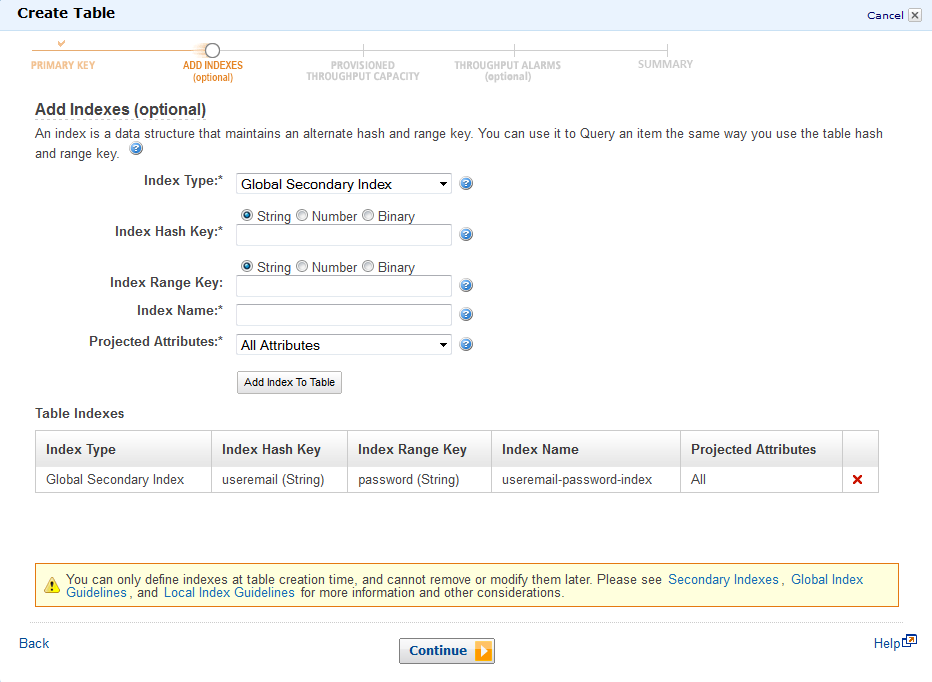 Create Table
Cancel
PRIMARY KEY
ADD INDEXES
(optional)
PROVISIONED
THROUGHPUT CAPACITY
THROUGHPUT ALARMS
(optional)
SUMMARY
Add Indexes (optional)
An index is a data structure that maintains an alternate hash and range key. You can use it to Query an item the same way you use the table hash
and range key.
Index Type:* Global Secondary Index
String Number Binary
Index Hash Key:*
String Number Binary
Index Range Key:
Index Name:*
Projected Attributes:* All Attributes
Add Index To Table
Table Indexes
Index Type Index Hash Key Index Range Key Index Name Projected Attributes
Global Secondary Index useremail (String) password (String) useremail-password-index All
You can only define indexes at table creation time, and cannot remove or modify them later. Please see Secondary Indexes, Global Index
Guidelines, and Local Index Guidelines for more information and other considerations.
Back
Continue
Help